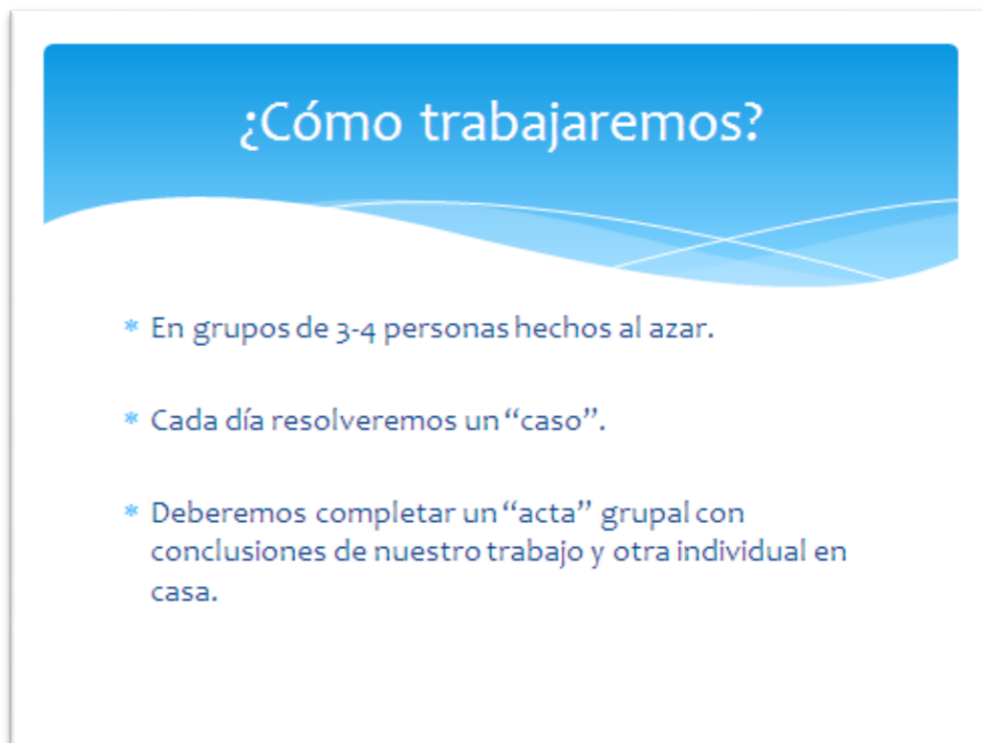 ¿Cómo trabajaremos?
* En grupos de 3-4 personas hechos al azar.
* Cada día resolveremos un “caso”.
* Deberemos completar un “acta” grupal con
conclusiones de nuestro trabajo y otra individual en
casa.